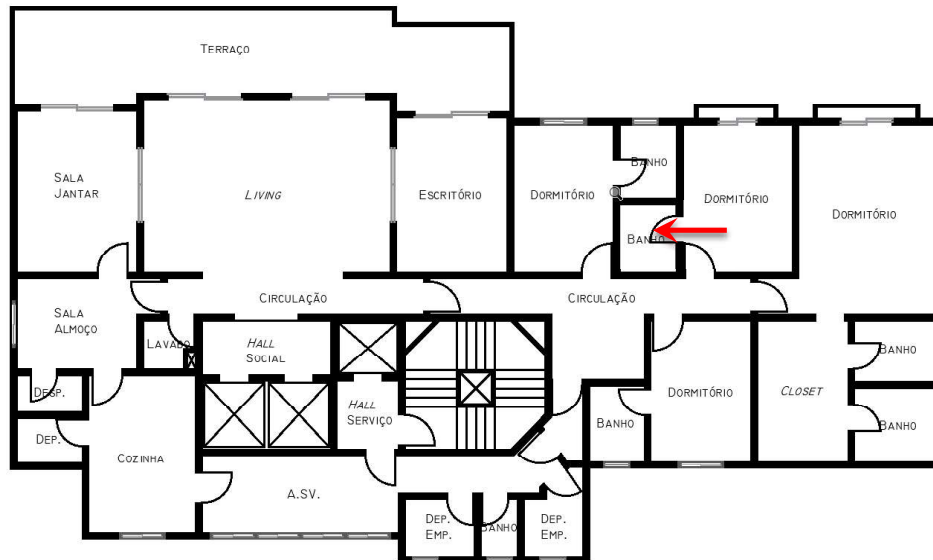 TERRAÇO
SALA
JANTAR
LIVING
ESCRITÓRIO
DORMITÓRIO
BANHO
DORMITÓRIO
DORMITÓRIO
BANHO
CIRCULAÇÃO
CIRCULAÇÃO
SALA
ALMOÇO
LAVABO
HALL
SOCIAL
BANHO
DESP.
HALL
SERVIÇO
DORMITÓRIO
CLOSET
DEP.
BANHO
BANHO
COZINHA
A.SV.
DEP.
EMP.
BANHO
DEP.
EMP.